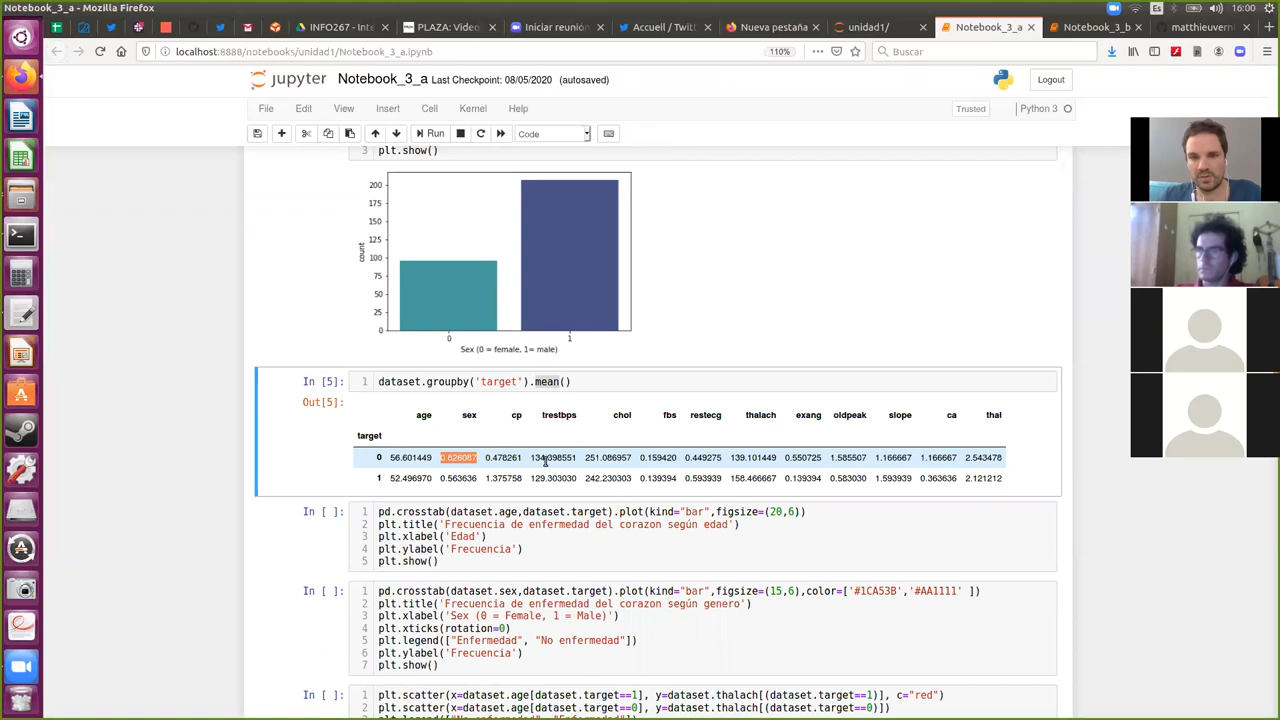 Notebook_3_a - Mozilla Firefox
Es
16:00
INFO267 - Inter
NAZCA, Video
Iniciar reunión
Accueil / Twitt
Nueva pestaña
unidad1/
Notebook_3_a
Notebook_3_b
matthieuvern
localhost:8888/notebooks/unidad1/Notebook_3_a.ipynb
110%
Buscar
jupyter
Notebook_3_a
Last Checkpoint: 08/05/2020
(autosaved)
Logout
File
Edit
View
Insert
Cell
Kernel
Help
Trusted
Python 3
Run
Code
3 plt.show()
200
175
150
125
100
75
50
25
0
count
0
1
Sex (0 = female, 1= male)
In [5]:
1 dataset.groupby('target').mean()
Out[5]:
age sex cp trestbps chol fbs restecg thalach exang oldpeak slope ca thal
target
0 56.601449 0.826087 0.478261 134.398551 251.086957 0.159420 0.449275 139.101449 0.550725 1.585507 1.166667 1.166667 2.543478
1 52.496970 0.563636 1.375758 129.303030 242.230303 0.139394 0.593939 158.466667 0.139394 0.583030 1.593939 0.363636 2.121212
In [ ]:
1 pd.crosstab(dataset.age,dataset.target).plot(kind="bar",figsize=(20,6))
2 plt.title('Frecuencia de enfermedad del corazon según edad')
3 plt.xlabel('Edad')
4 plt.ylabel('Frecuencia')
5 plt.show()
In [ ]:
1 pd.crosstab(dataset.sex,dataset.target).plot(kind="bar",figsize=(15,6),color=['#1CA53B','#AA1111' ])
2 plt.title('Frecuencia de enfermedad del corazon según genero')
3 plt.xlabel('Sex (0 = Female, 1 = Male)')
4 plt.xticks(rotation=0)
5 plt.legend(["Enfermedad", "No enfermedad"])
6 plt.ylabel('Frecuencia')
7 plt.show()
In [ ]:
1 plt.scatter(x=dataset.age[dataset.target==1], y=dataset.thalach[(dataset.target==1)], c="red")
2 plt.scatter(x=dataset.age[dataset.target==0], y=dataset.thalach[(dataset.target==0)])